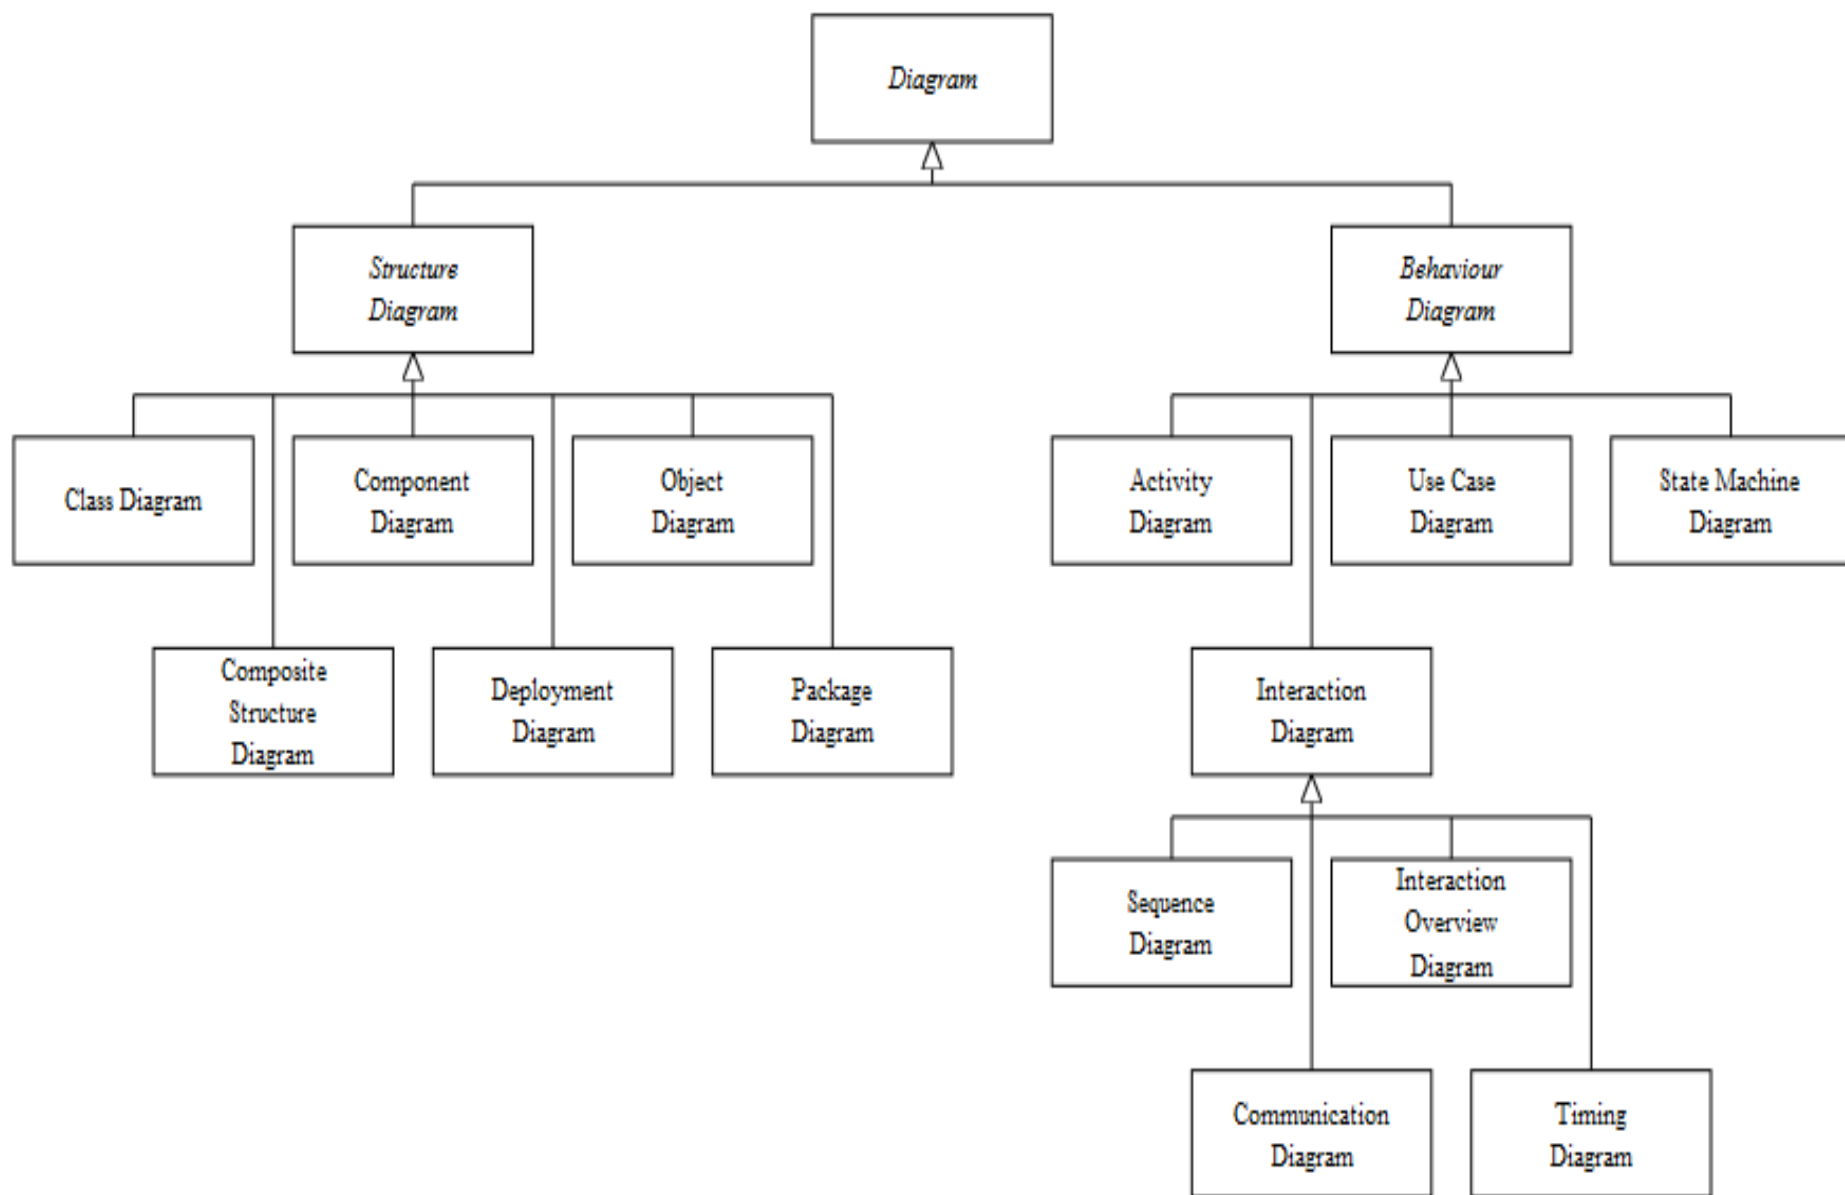 Diagram
Structure
Diagram
Behaviour
Diagram
Class Diagram
Component
Diagram
Object
Diagram
Activity
Diagram
Use Case
Diagram
State Machine
Diagram
Composite
Structure
Diagram
Deployment
Diagram
Package
Diagram
Interaction
Diagram
Sequence
Diagram
Interaction
Overview
Diagram
Communication
Diagram
Timing
Diagram